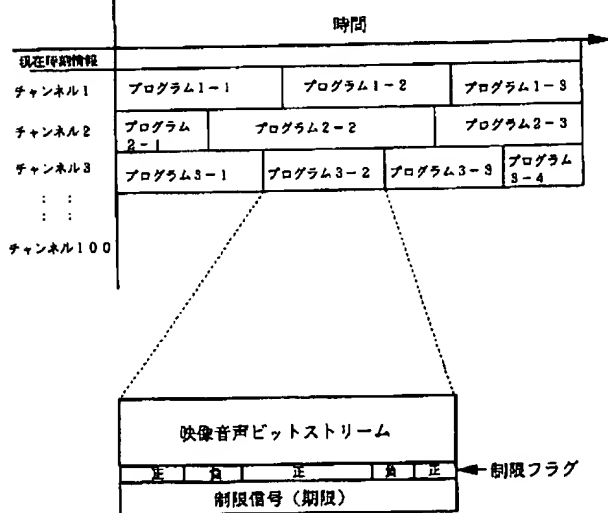 時間
現在時刻情報
チャンネル1 プログラム1-1 プログラム1-2 プログラム1-3
チャンネル2 プログラム2-1 プログラム2-2 プログラム2-3
チャンネル3 プログラム3-1 プログラム3-2 プログラム3-3 プログラム3-4
: :
: :
チャンネル100
映像音声ビットストリーム
正 負 正 負 正 制限フラグ
制限信号(期限)